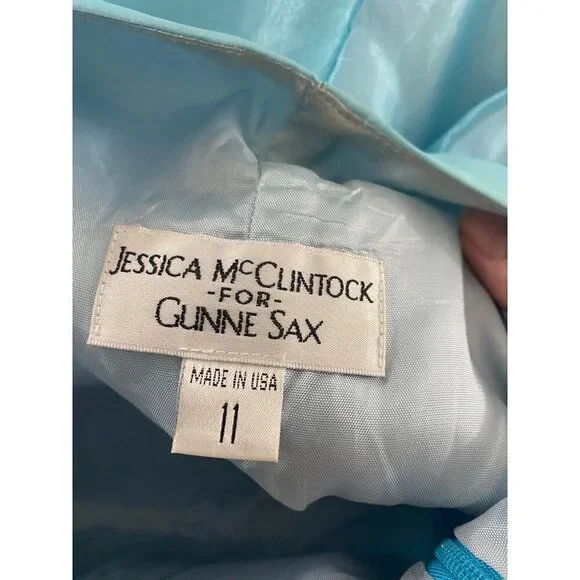 JESSICA McCLINTOCK
-FOR-
GUNNE SAX
MADE IN USA
11